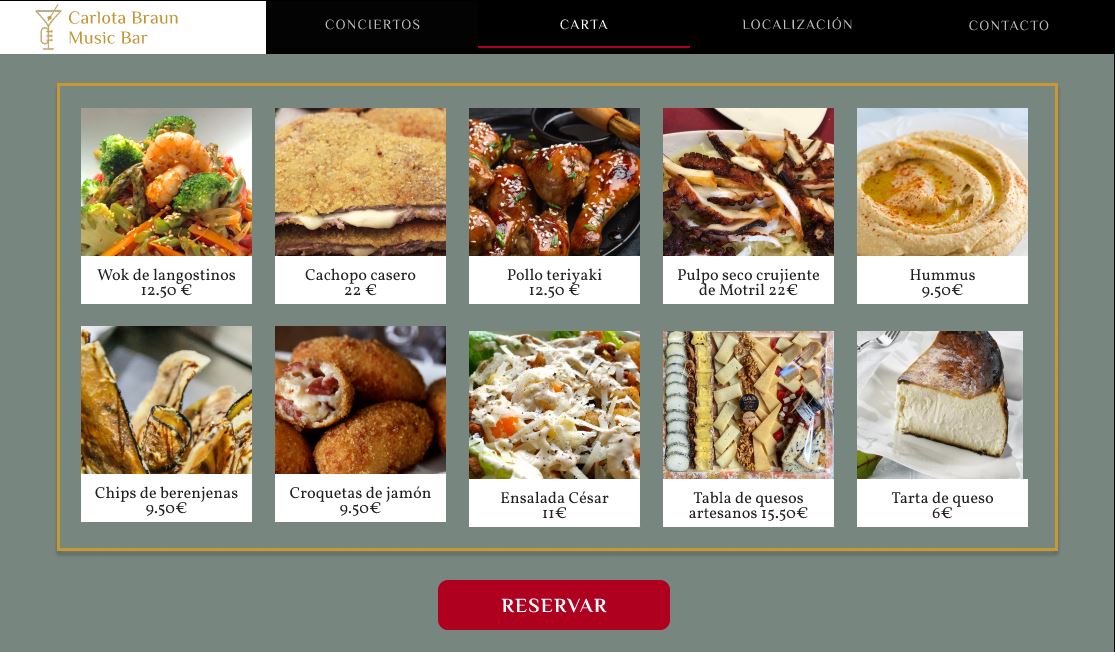 Carlota Braun
Music Bar
CONCIERTOS
CARTA
LOCALIZACIÓN
CONTACTO
Wok de langostinos
12.50 €
Cachopo casero
22 €
Pollo teriyaki
12.50 €
Pulpo seco crujiente
de Motril 22€
Hummus
9.50€
Chips de berenjenas
9.50€
Croquetas de jamón
9.50€
Ensalada César
11€
Tabla de quesos
artesanos 15.50€
Tarta de queso
6€
RESERVAR